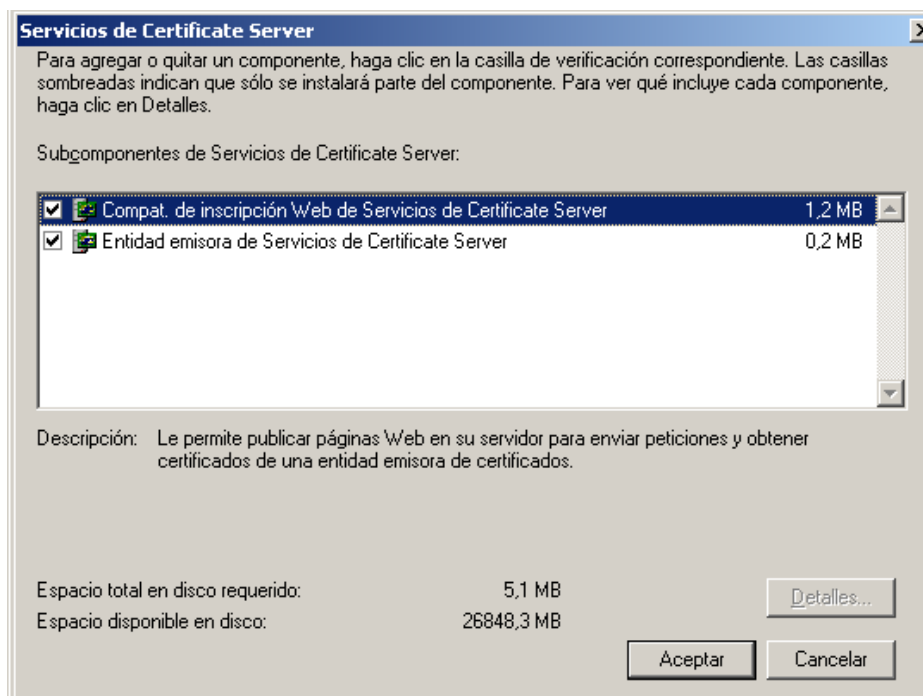 Servicios de Certificate Server
Para agregar o quitar un componente, haga clic en la casilla de verificación correspondiente. Las casillas
sombreadas indican que sólo se instalará parte del componente. Para ver qué incluye cada componente,
haga clic en Detalles.
Subcomponentes de Servicios de Certificate Server:
Compat. de inscripción Web de Servicios de Certificate Server 1,2 MB
Entidad emisora de Servicios de Certificate Server 0,2 MB
Descripción: Le permite publicar páginas Web en su servidor para enviar peticiones y obtener
certificados de una entidad emisora de certificados.
Espacio total en disco requerido: 5,1 MB
Detalles...
Espacio disponible en disco: 26848,3 MB
Aceptar Cancelar